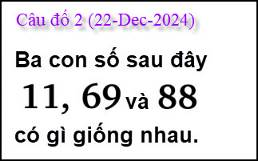 Câu đố 2 (22-Dec-2024)
Ba con số sau đây
11, 69 và 88
có gì giống nhau.